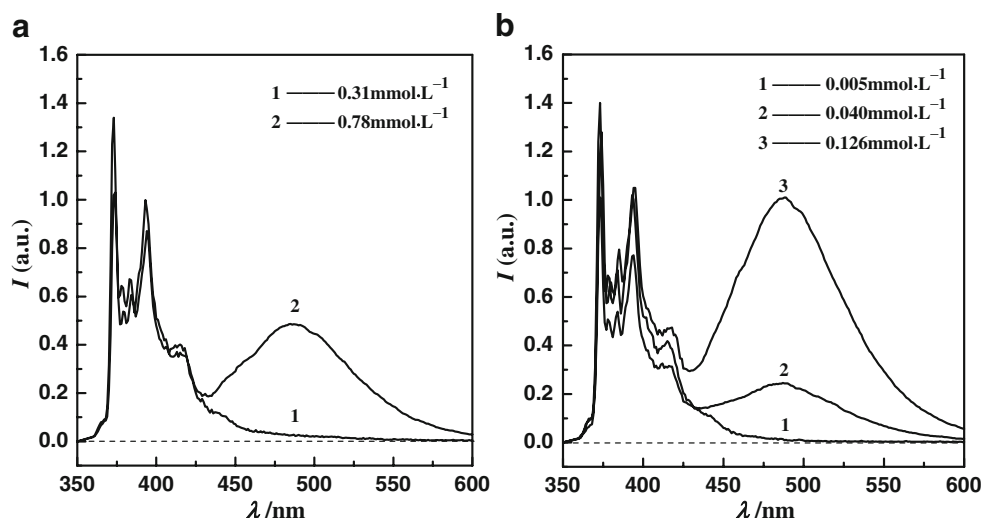 a
1.6
1.4
1.2
1.0
0.8
0.6
0.4
0.2
0.0
I (a.u.)
1 0.31mmol·L⁻¹
2 0.78mmol·L⁻¹
2
1
350 400 450 500 550 600
λ /nm
b
1.6
1.4
1.2
1.0
0.8
0.6
0.4
0.2
0.0
I (a.u.)
1 0.005mmol·L⁻¹
2 0.040mmol·L⁻¹
3 0.126mmol·L⁻¹
3
2
1
350 400 450 500 550 600
λ /nm